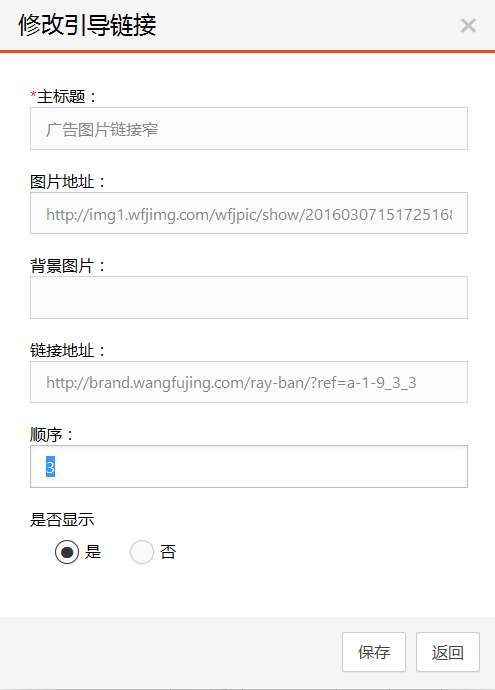 修改引导链接
×
*主标题：
广告图片链接窄
图片地址：
http://img1.wfjimg.com/wfjpic/show/20160307151725168
背景图片：
链接地址：
http://brand.wangfujing.com/ray-ban/?ref=a-1-9_3_3
顺序：
3
是否显示
是 否
保存 返回